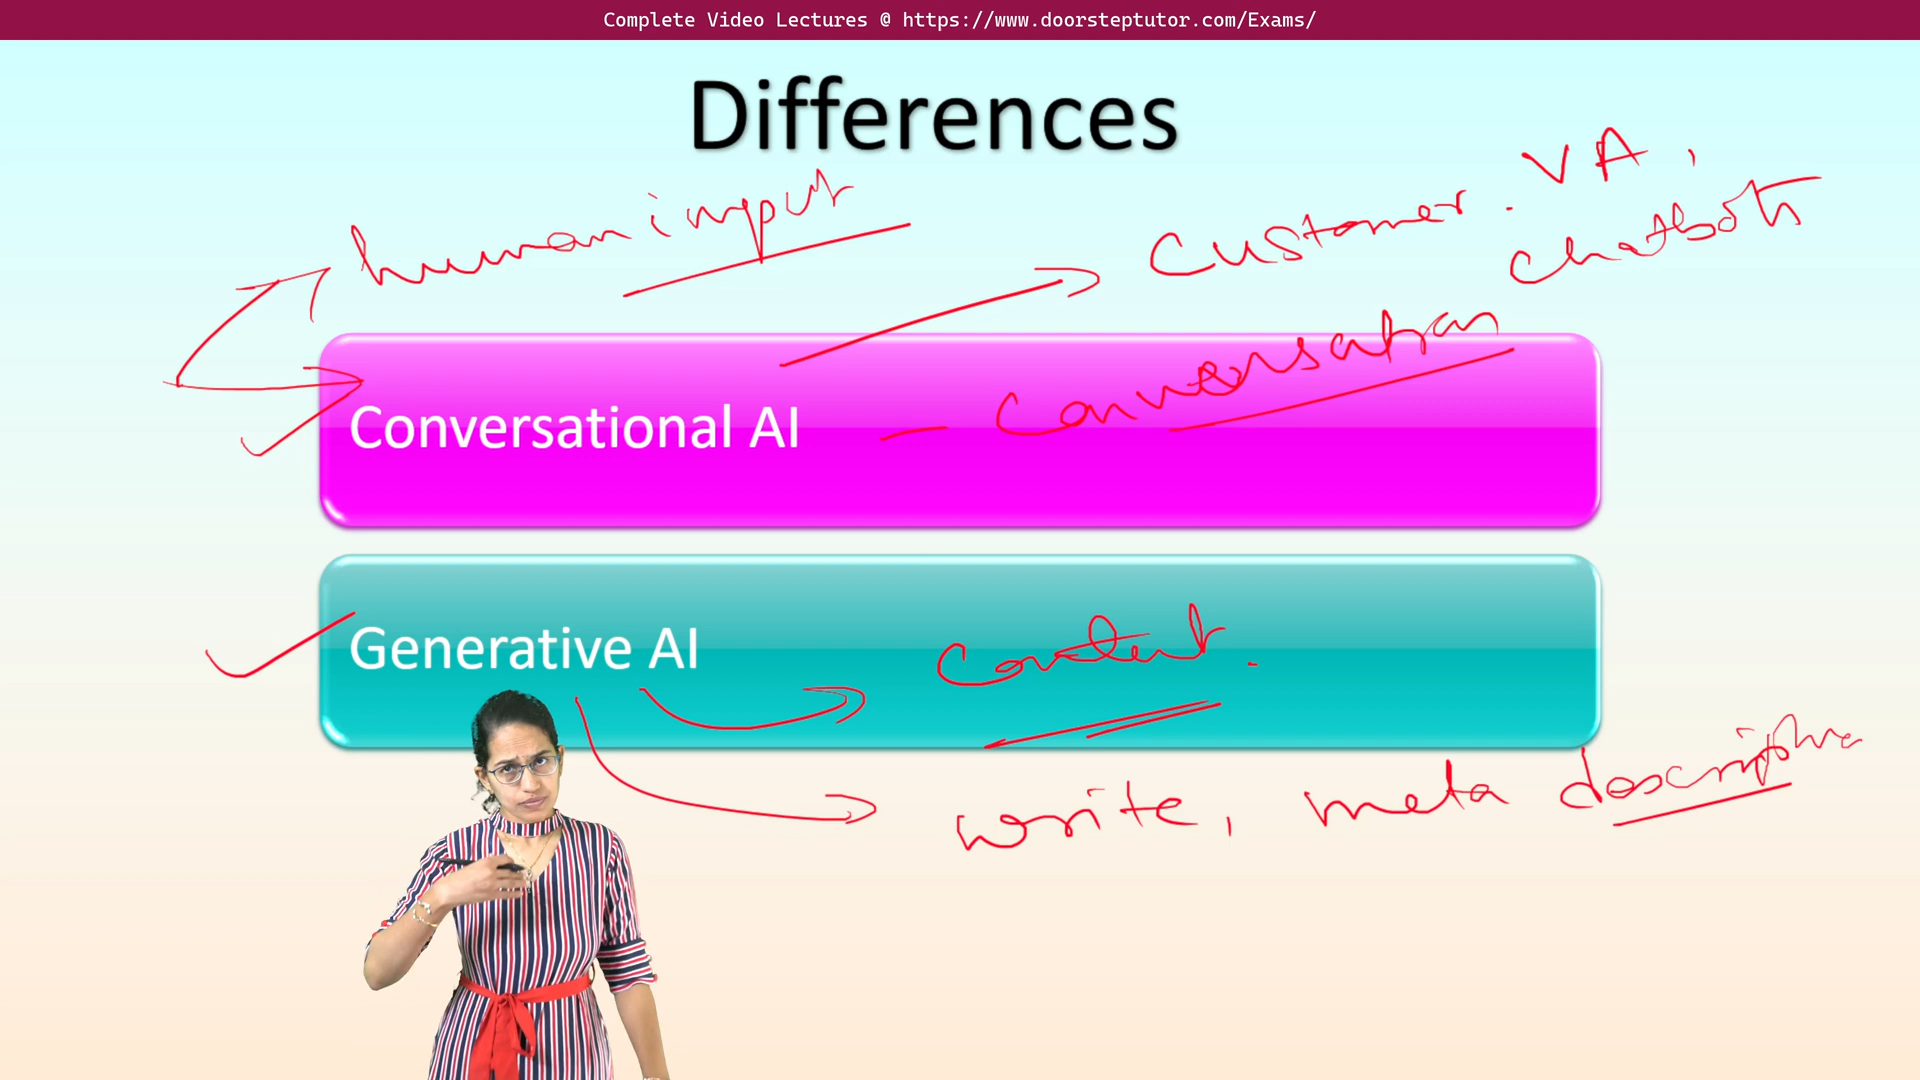 Complete Video Lectures @ https://www.doorsteptutor.com/Exams/
Differences
human input
Customer. VA,
chatbots
Conversational AI - Conversation
Generative AI
Content.
write, meta description